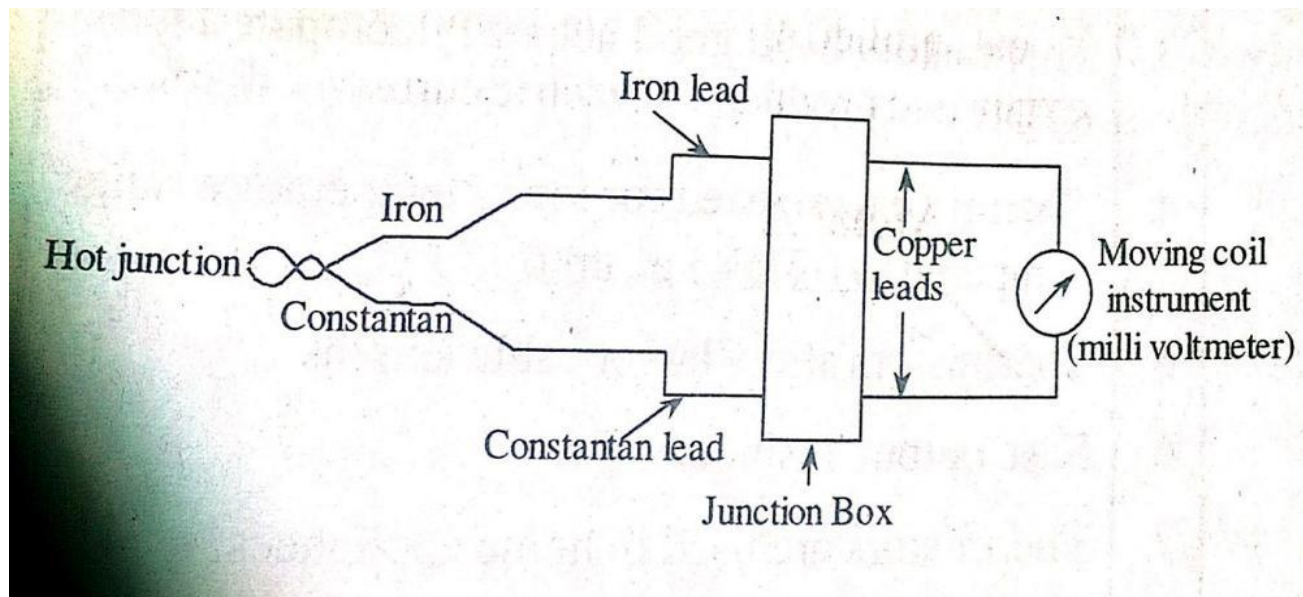 Iron lead
Iron
Hot junction
Constantan
Copper
leads
Moving coil
instrument
(milli voltmeter)
Constantan lead
Junction Box